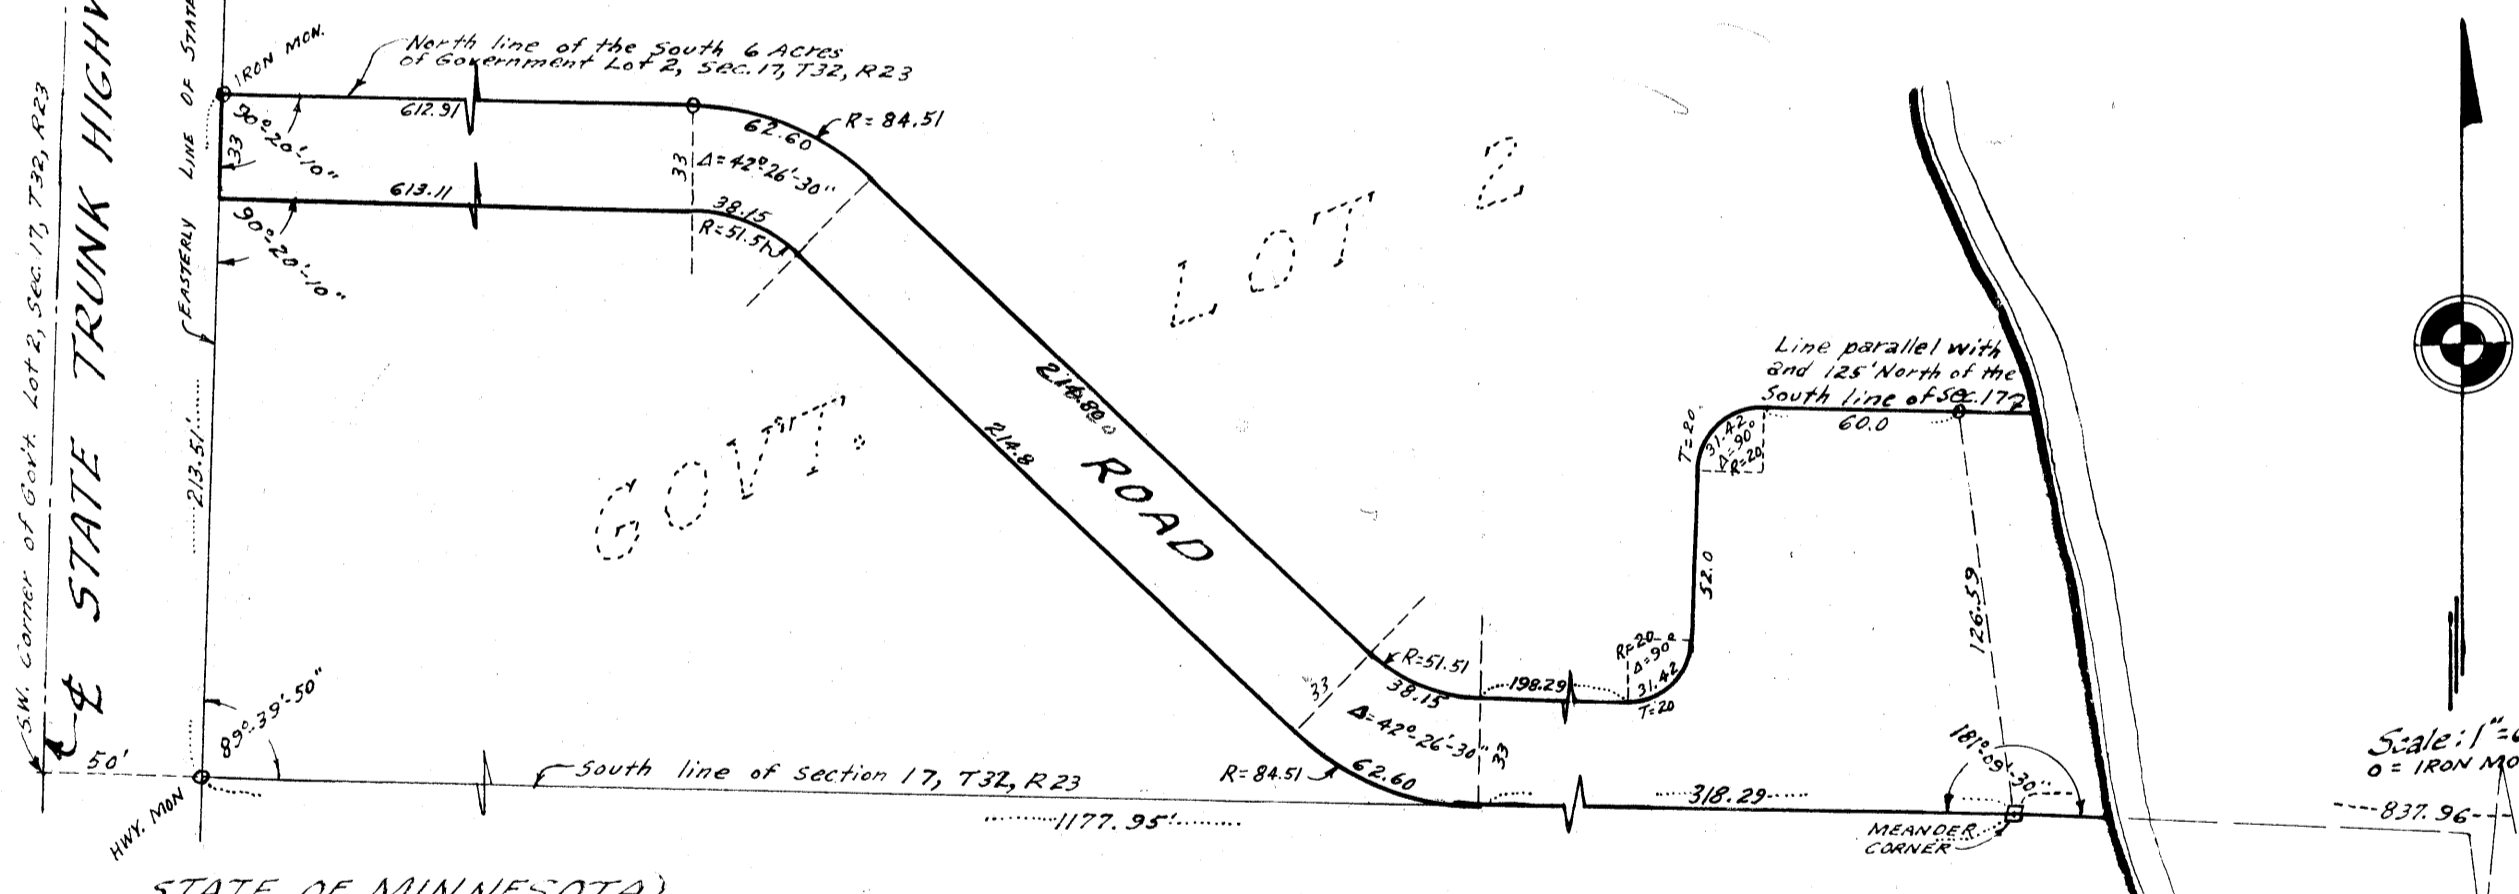 S.W. Corner of Gov't. Lot 2, Sec. 17, T32, R23
℄ STATE TRUNK HIGHW
EASTERLY LINE OF STATE
IRON MON.
North line of the South 6 Acres
of Government Lot 2, Sec. 17, T32, R23
612.91
90°-20'-10"
33
613.11
90°-20'-10"
213.51'
62.60
R=84.51
33
Δ=42°-26'-30"
38.15
R=51.51
GOVT. LOT 2
214.8
ROAD
Line parallel with
and 125' North of the
South line of Sec. 17
60.0
T=20
31.42
Δ=90°
R=20
52.0
126.59
R=20
Δ=90°
31.42
T=20
R=51.51
38.15
198.29
33
Δ=42°-26'-30"
33
R=84.51
62.60
89°-39'-50"
50'
HWY. MON
South line of Section 17, T32, R23
1177.95'
318.29
MEANDER
CORNER
Scale: 1"=
o = IRON MO
837.96
STATE OF MINNESOTA)